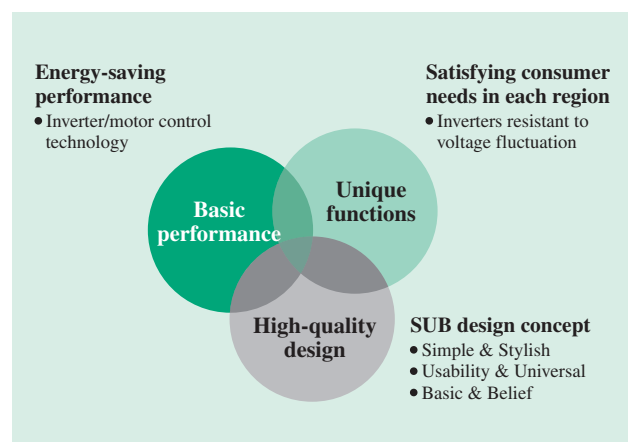 Energy-saving
performance
● Inverter/motor control
technology
Satisfying consumer
needs in each region
● Inverters resistant to
voltage fluctuation
Basic
performance
Unique
functions
High-quality
design
SUB design concept
● Simple & Stylish
● Usability & Universal
● Basic & Belief